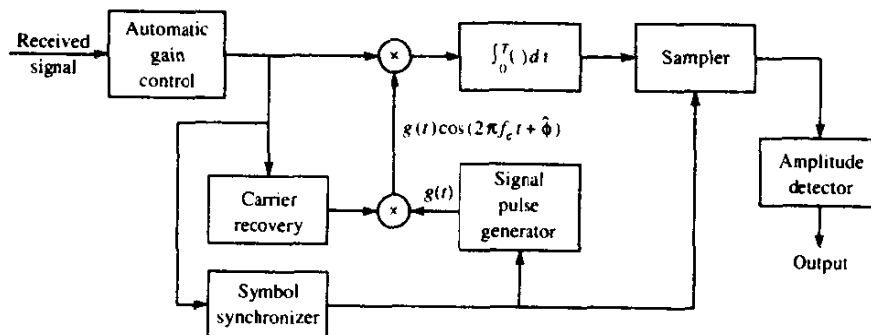 Received
signal
Automatic
gain
control
×
∫₀ᵀ( )dt
Sampler
g(t)cos(2πf_c t + φ̂)
Amplitude
detector
Carrier
recovery
×
g(t)
Signal
pulse
generator
Output
Symbol
synchronizer